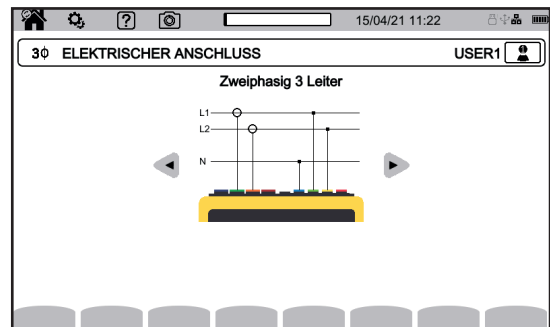 15/04/21 11:22
3ϕ ELEKTRISCHER ANSCHLUSS USER1
Zweiphasig 3 Leiter
L1
L2
N